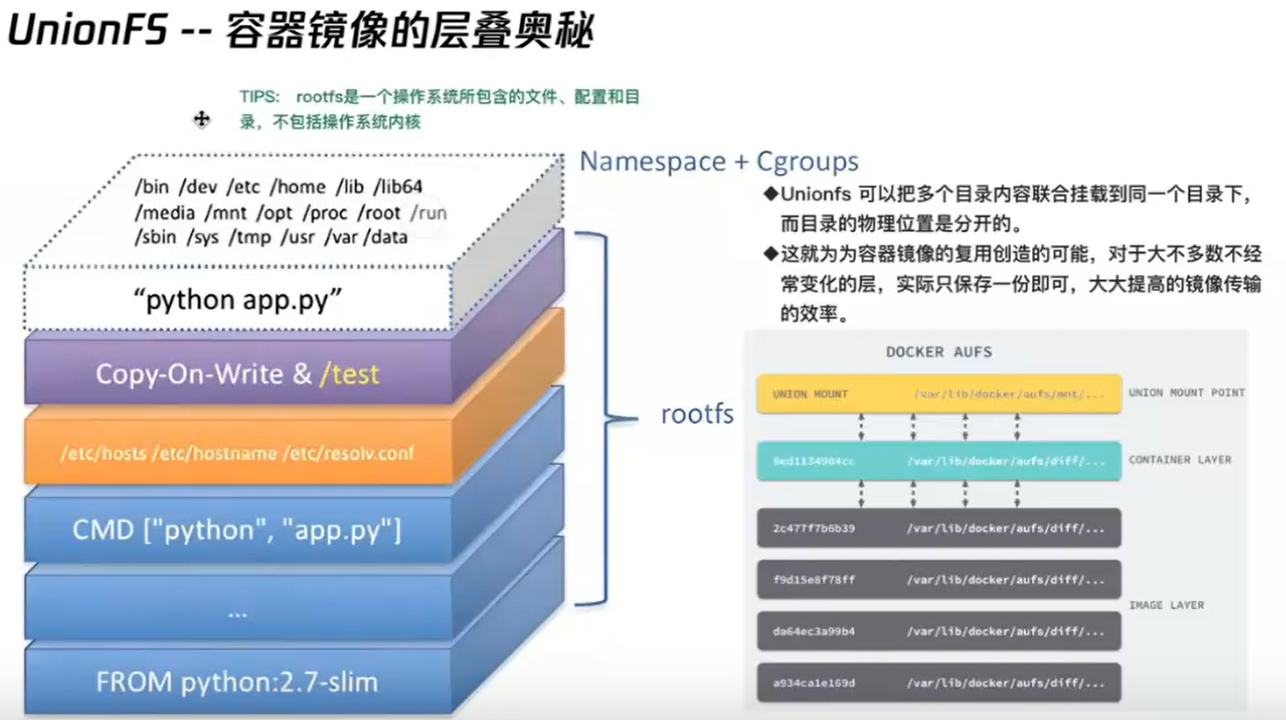 UnionFS -- 容器镜像的层叠奥秘
TIPS: rootfs是一个操作系统所包含的文件、配置和目
录，不包括操作系统内核
Namespace + Cgroups
/bin /dev /etc /home /lib /lib64
/media /mnt /opt /proc /root /run
/sbin /sys /tmp /usr /var /data
“python app.py”
Copy-On-Write & /test
/etc/hosts /etc/hostname /etc/resolv.conf
CMD ["python", "app.py"]
...
FROM python:2.7-slim
rootfs
◆Unionfs 可以把多个目录内容联合挂载到同一个目录下，
而目录的物理位置是分开的。
◆这就为为容器镜像的复用创造的可能，对于大不多数不经
常变化的层，实际只保存一份即可，大大提高的镜像传输
的效率。
DOCKER AUFS
UNION MOUNT /var/lib/docker/aufs/mnt/... UNION MOUNT POINT
/var/lib/docker/aufs/diff/... CONTAINER LAYER
2c477f7b6b39 /var/lib/docker/aufs/diff/...
f9d15e8f78ff /var/lib/docker/aufs/diff/...
IMAGE LAYER
da64ec3a99b4 /var/lib/docker/aufs/diff/...
a934ca1e169d /var/lib/docker/aufs/diff/...